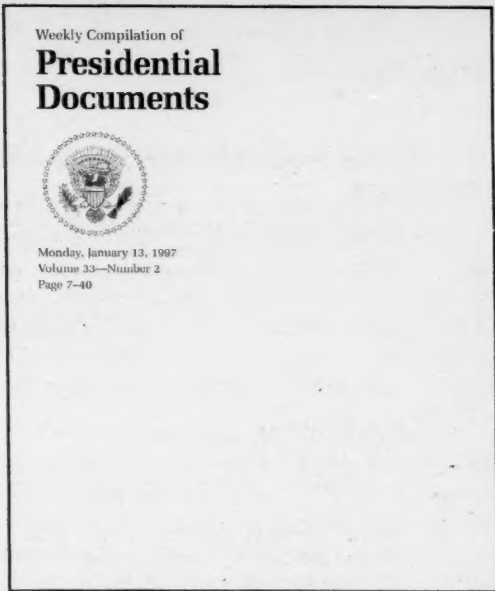 Weekly Compilation of
Presidential
Documents
Monday, January 13, 1997
Volume 33—Number 2
Page 7–40